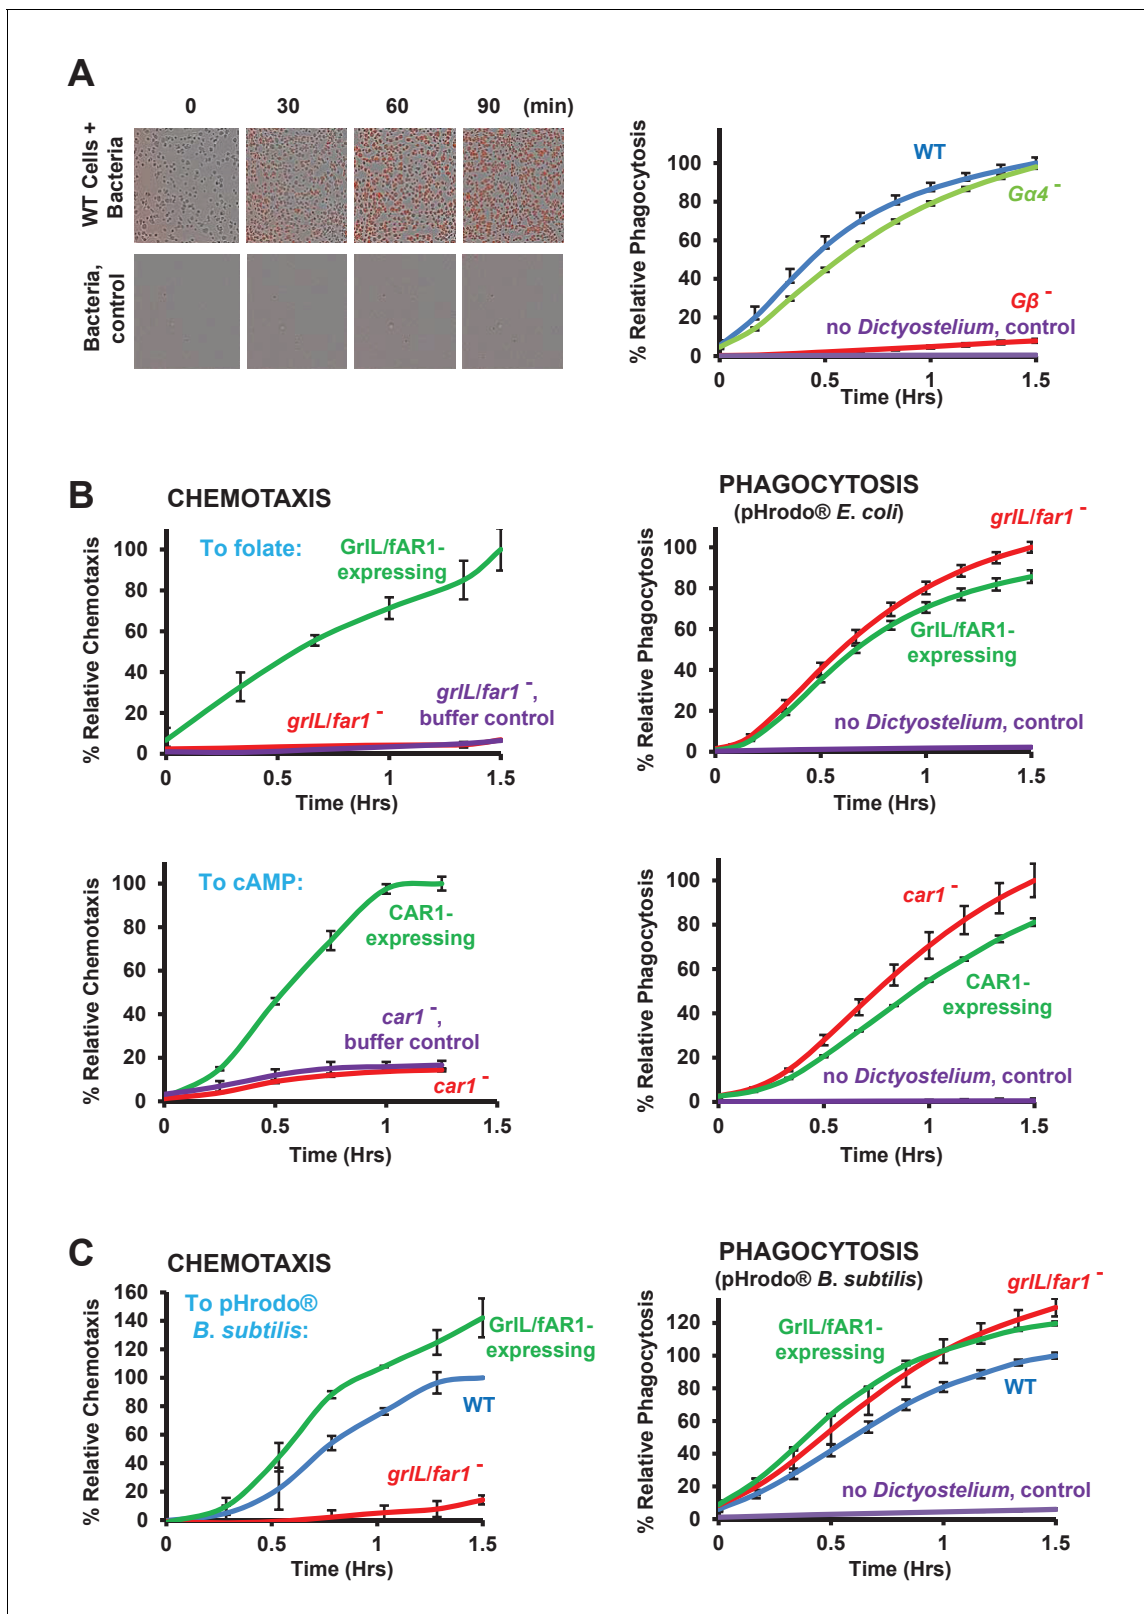 A
0 30 60 90 (min)
WT Cells +
Bacteria
Bacteria,
control
% Relative Phagocytosis
100
80
60
40
20
0
WT
Gα4 -
Gβ -
no Dictyostelium, control
0 0.5 1 1.5
Time (Hrs)
B
CHEMOTAXIS
% Relative Chemotaxis
100
80
60
40
20
0
To folate:
GrlL/fAR1-
expressing
grlL/far1 -
grlL/far1 -,
buffer control
0 0.5 1 1.5
Time (Hrs)
PHAGOCYTOSIS
(pHrodo® E. coli)
% Relative Phagocytosis
100
80
60
40
20
0
grlL/far1 -
GrlL/fAR1-
expressing
no Dictyostelium, control
0 0.5 1 1.5
Time (Hrs)
% Relative Chemotaxis
100
80
60
40
20
0
To cAMP:
CAR1-
expressing
car1 -,
buffer control
car1 -
0 0.5 1 1.5
Time (Hrs)
% Relative Phagocytosis
100
80
60
40
20
0
car1 -
CAR1-
expressing
no Dictyostelium, control
0 0.5 1 1.5
Time (Hrs)
C
CHEMOTAXIS
% Relative Chemotaxis
160
140
120
100
80
60
40
20
0
To pHrodo®
B. subtilis:
GrlL/fAR1-
expressing
WT
grlL/far1 -
0 0.5 1 1.5
Time (Hrs)
PHAGOCYTOSIS
(pHrodo® B. subtilis)
% Relative Phagocytosis
120
100
80
60
40
20
0
grlL/far1 -
GrlL/fAR1-
expressing
WT
no Dictyostelium, control
0 0.5 1 1.5
Time (Hrs)